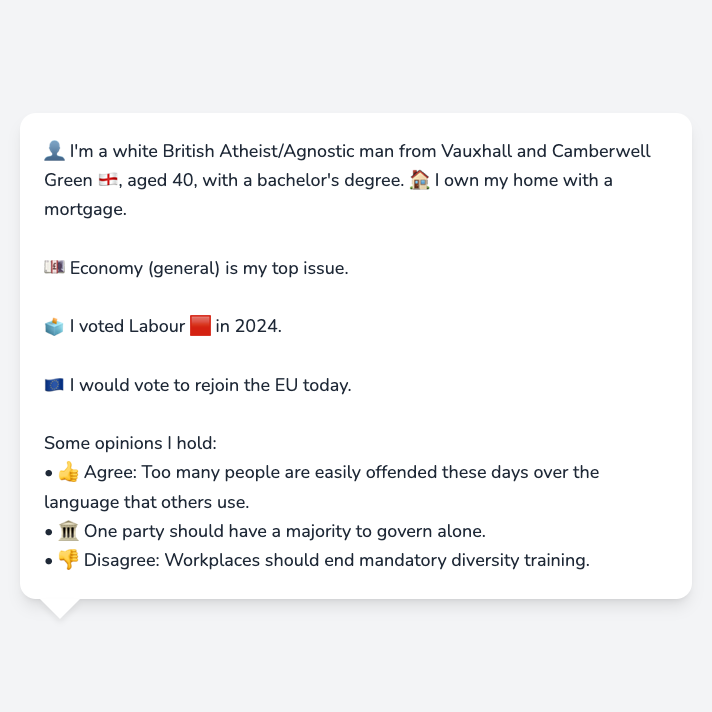 👤 I'm a white British Atheist/Agnostic man from Vauxhall and Camberwell
Green 🏴󠁧󠁢󠁥󠁮󠁧󠁿, aged 40, with a bachelor's degree. 🏠 I own my home with a
mortgage.
💷 Economy (general) is my top issue.
🗳️ I voted Labour 🟥 in 2024.
🇪🇺 I would vote to rejoin the EU today.
Some opinions I hold:
• 👍 Agree: Too many people are easily offended these days over the
language that others use.
• 🏛️ One party should have a majority to govern alone.
• 👎 Disagree: Workplaces should end mandatory diversity training.